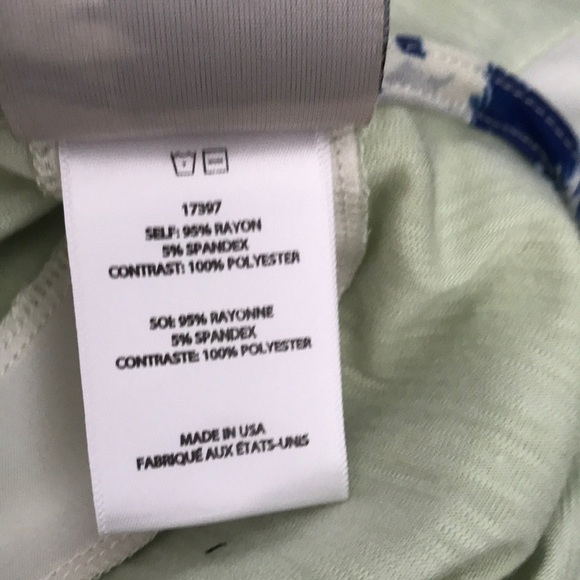 17397
SELF: 95% RAYON
5% SPANDEX
CONTRAST: 100% POLYESTER
SOI: 95% RAYONNE
5% SPANDEX
CONTRASTE: 100% POLYESTER
MADE IN USA
FABRIQUÉ AUX ÉTATS-UNIS